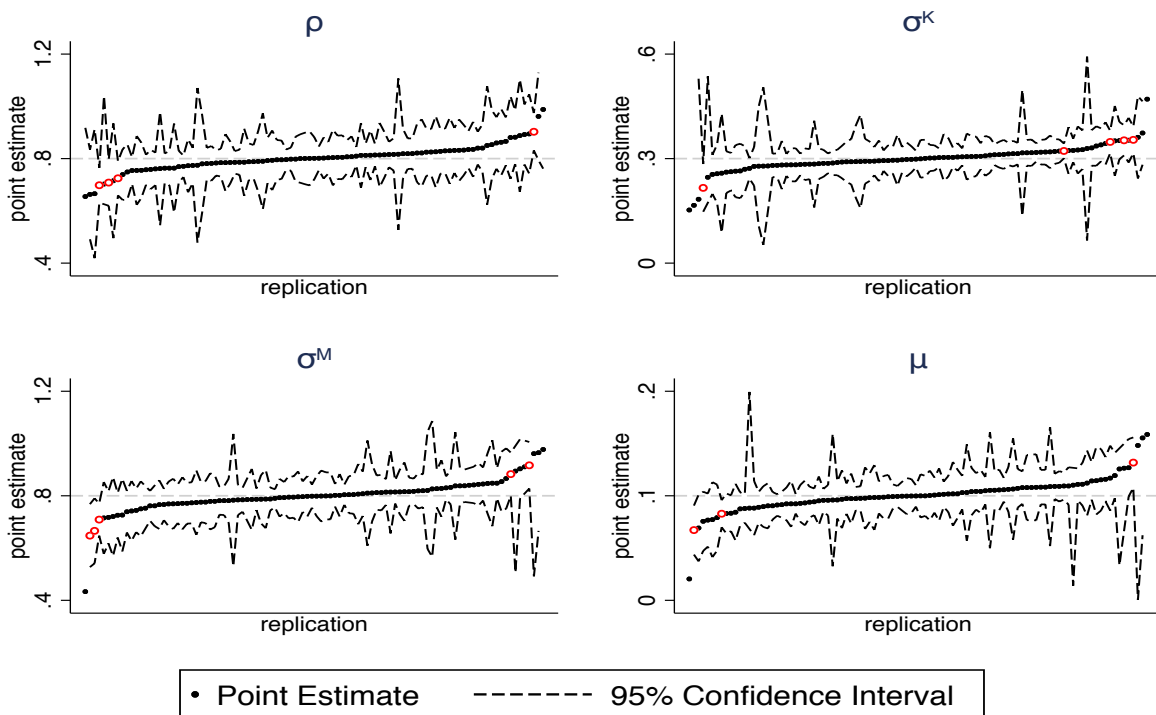 ρ
point estimate
1.2
.8
.4
replication
σᴷ
point estimate
.6
.3
0
replication
σᴹ
point estimate
1.2
.8
.4
replication
μ
point estimate
.2
.1
0
replication
Point Estimate
95% Confidence Interval